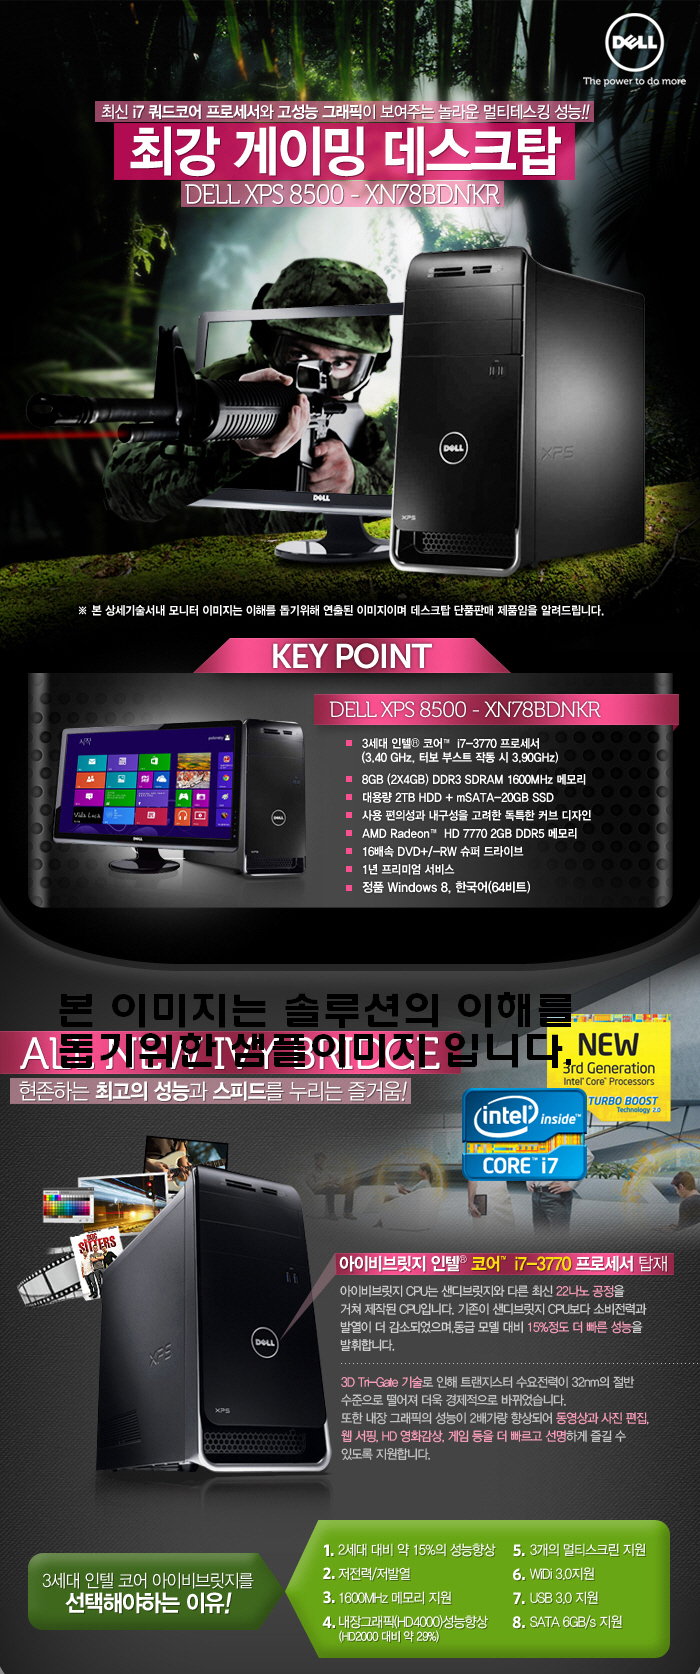 DELL
The power to do more
최신 i7 쿼드코어 프로세서와 고성능 그래픽이 보여주는 놀라운 멀티테스킹 성능!!
최강 게이밍 데스크탑
DELL XPS 8500 - XN78BDNKR
DELL
XPS
DELL
XPS
※ 본 상세기술서내 모니터 이미지는 이해를 돕기위해 연출된 이미지이며 데스크탑 단품판매 제품임을 알려드립니다.
KEY POINT
DELL XPS 8500 - XN78BDNKR
시작
DELL
DELL
3세대 인텔® 코어™ i7-3770 프로세서
(3.40 GHz, 터보 부스트 작동 시 3.90GHz)
8GB (2X4GB) DDR3 SDRAM 1600MHz 메모리
대용량 2TB HDD + mSATA-20GB SSD
사용 편의성과 내구성을 고려한 독특한 커브 디자인
AMD Radeon™ HD 7770 2GB DDR5 메모리
16배속 DVD+/-RW 슈퍼 드라이브
1년 프리미엄 서비스
정품 Windows 8, 한국어(64비트)
본 이미지는 솔루션의 이해를
돕기위한 샘플이미지 입니다.
ALL NEW IVY BRIDGE
현존하는 최고의 성능과 스피드를 누리는 즐거움!
NEW
3rd Generation
Intel® Core™ Processors
TURBO BOOST
Technology 2.0
intel inside™
CORE™ i7
SITTERS
아이비브릿지 인텔® 코어™ i7-3770 프로세서 탑재
아이비브릿지 CPU는 샌디브릿지와 다른 최신 22나노 공정을
거쳐 제작된 CPU입니다. 기존이 샌디브릿지 CPU보다 소비전력과
발열이 더 감소되었으며,동급 모델 대비 15%정도 더 빠른 성능을
발휘합니다.
XPS
DELL
XPS
3D Tri-Gate 기술로 인해 트랜지스터 수요전력이 32nm의 절반
수준으로 떨어져 더욱 경제적으로 바뀌었습니다.
또한 내장 그래픽의 성능이 2배가량 향상되어 동영상과 사진 편집,
웹 서핑, HD 영화감상, 게임 등을 더 빠르고 선명하게 즐길 수
있도록 지원합니다.
3세대 인텔 코어 아이비브릿지를
선택해야하는 이유!
1. 2세대 대비 약 15%의 성능향상
2. 저전력/저발열
3. 1600MHz 메모리 지원
4. 내장그래픽(HD4000)성능향상
(HD2000 대비 약 29%)
5. 3개의 멀티스크린 지원
6. WiDi 3.0지원
7. USB 3.0 지원
8. SATA 6GB/s 지원